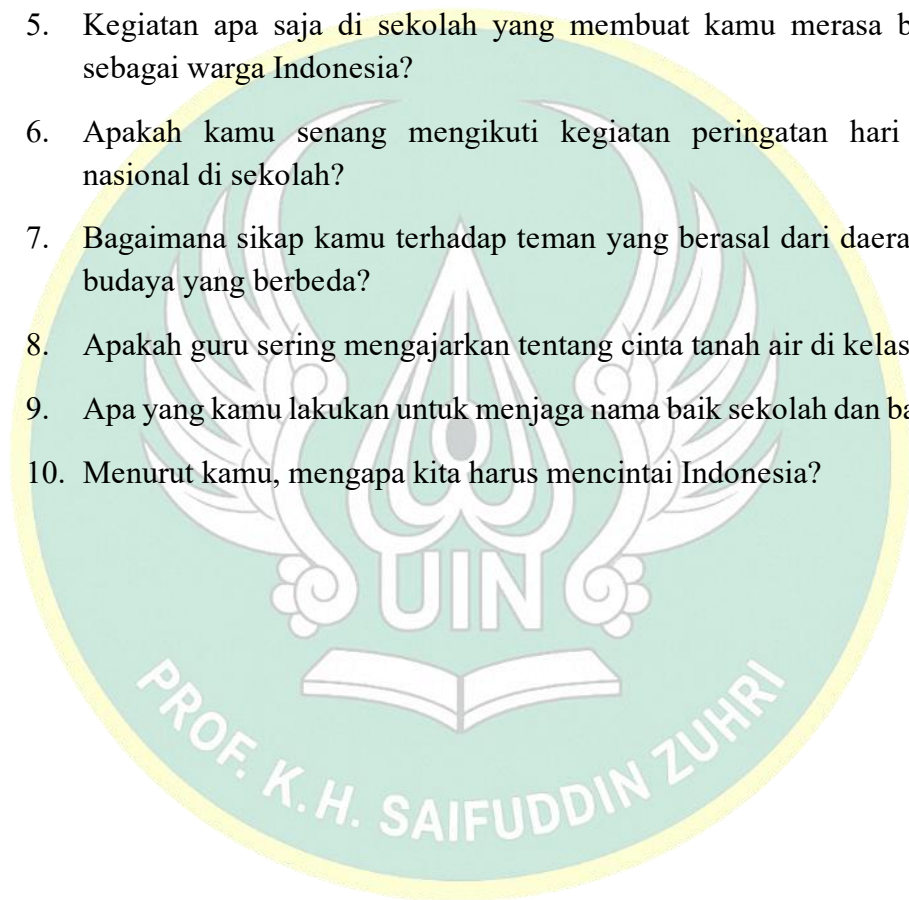 5. Kegiatan apa saja di sekolah yang membuat kamu merasa
sebagai warga Indonesia?
6. Apakah kamu senang mengikuti kegiatan peringatan hari
nasional di sekolah?
7. Bagaimana sikap kamu terhadap teman yang berasal dari
budaya yang berbeda?
8. Apakah guru sering mengajarkan tentang cinta tanah air di kelas
9. Apa yang kamu lakukan untuk menjaga nama baik sekolah dan
10. Menurut kamu, mengapa kita harus mencintai Indonesia?
UIN
PROF. K.H. SAIFUDDIN ZUHRI